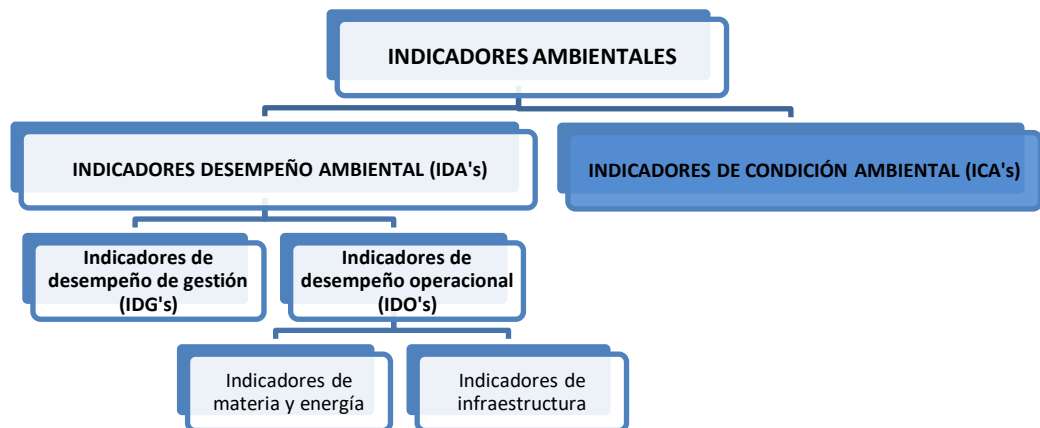 INDICADORES AMBIENTALES
INDICADORES DESEMPEÑO AMBIENTAL (IDA's)
INDICADORES DE CONDICIÓN AMBIENTAL (ICA's)
Indicadores de
desempeño de gestión
(IDG's)
Indicadores de
desempeño operacional
(IDO's)
Indicadores de
materia y energía
Indicadores de
infraestructura